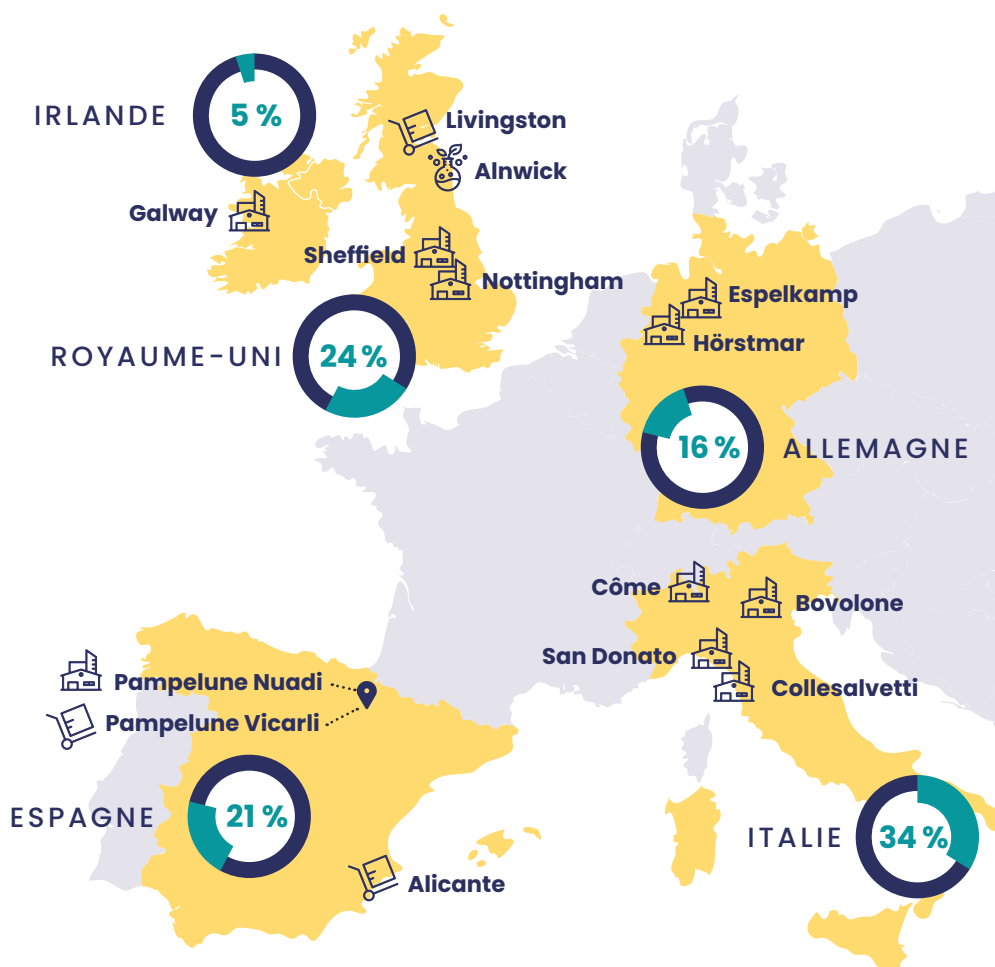 IRLANDE
5 %
Livingston
Alnwick
Galway
Sheffield
Nottingham
Espelkamp
Hörstmar
ROYAUME-UNI
24 %
16 %
ALLEMAGNE
Côme
Bovolone
San Donato
Collesalvetti
Pampelune Nuadi
Pampelune Vicarli
ESPAGNE
21 %
ITALIE
34 %
Alicante